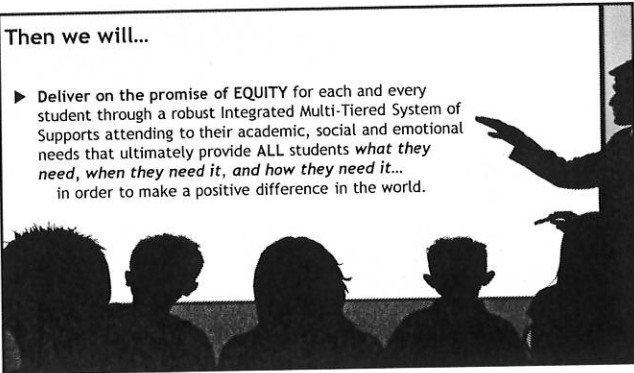 Then we will...
▶ Deliver on the promise of EQUITY for each and every
student through a robust Integrated Multi-Tiered System of
Supports attending to their academic, social and emotional
needs that ultimately provide ALL students what they
need, when they need it, and how they need it...
in order to make a positive difference in the world.